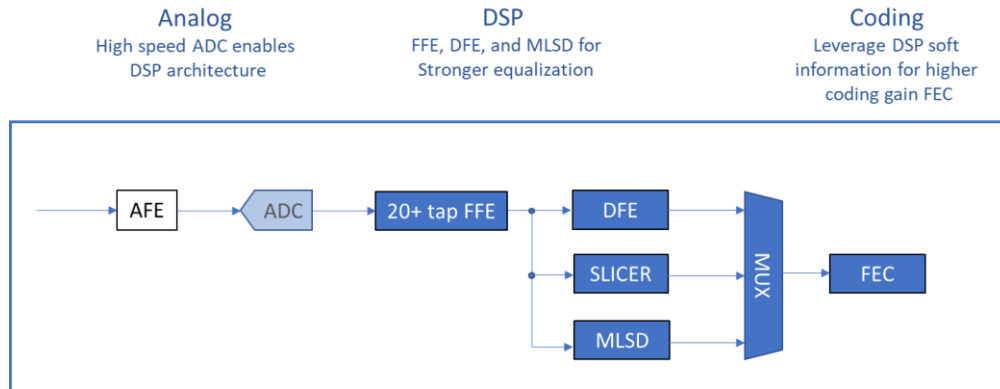 Analog
High speed ADC enables
DSP architecture
DSP
FFE, DFE, and MLSD for
Stronger equalization
Coding
Leverage DSP soft
information for higher
coding gain FEC
AFE
ADC
20+ tap FFE
DFE
SLICER
MLSD
MUX
FEC